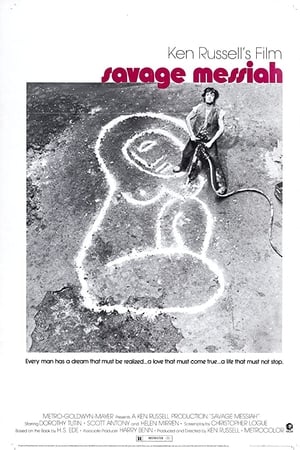 Ken Russell's Film
savage messiah
Every man has a dream that must be realized...a love that must come true...a life that must not stop.
METRO-GOLDWYN-MAYER Presents A KEN RUSSELL PRODUCTION "SAVAGE MESSIAH"
Starring DOROTHY TUTIN • SCOTT ANTONY and HELEN MIRREN • Screenplay by CHRISTOPHER LOGUE
Based on the Book by H.S. EDE • Associate Producer HARRY BENN • Produced and Directed by KEN RUSSELL • METROCOLOR
R
MGM